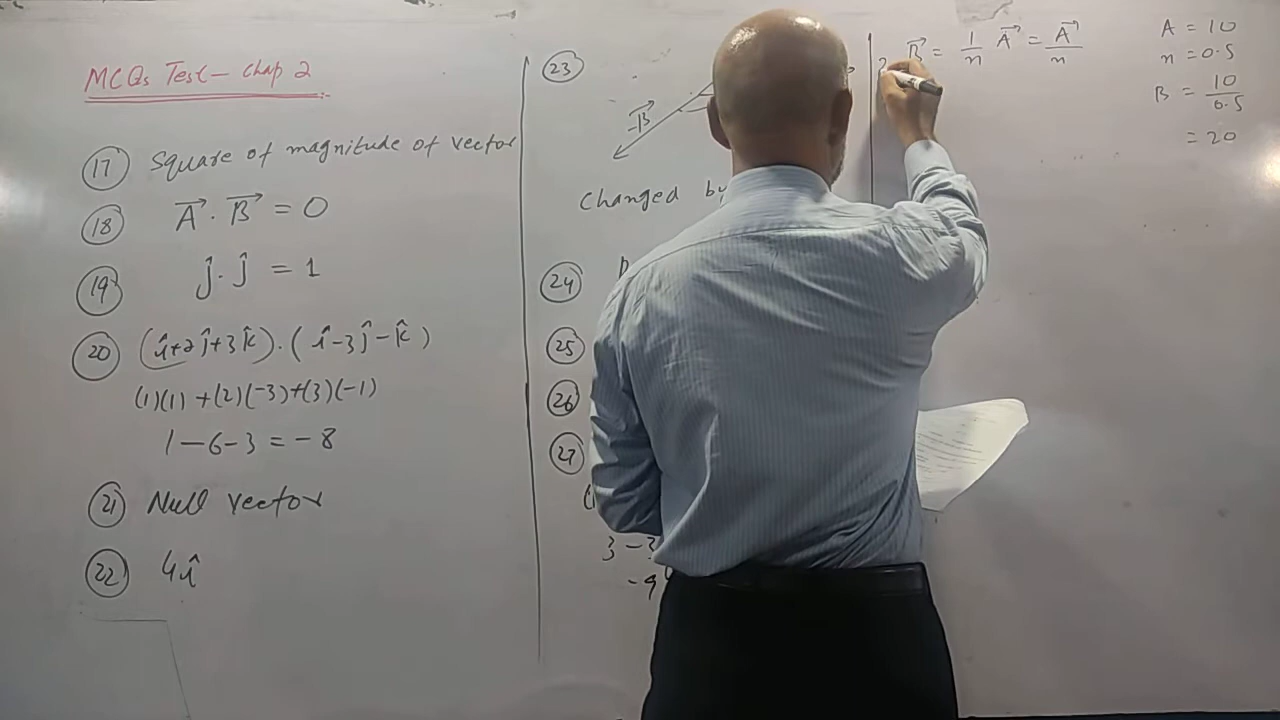 MCQs Test – Chap 2
17 Square of magnitude of vector
18 A⃗ . B⃗ = 0
19 ĵ . ĵ = 1
20 (î+2ĵ+3k̂) . (î-3ĵ-k̂)
(1)(1) +(2)(-3)+(3)(-1)
1 – 6 – 3 = – 8
21 Null vector
22 4î
23
-B⃗
Changed by
24
25
26
27
3 – 3
-9
B⃗ = 1/n A⃗ = A⃗/n
A = 10
n = 0.5
B = 10/0.5
= 20